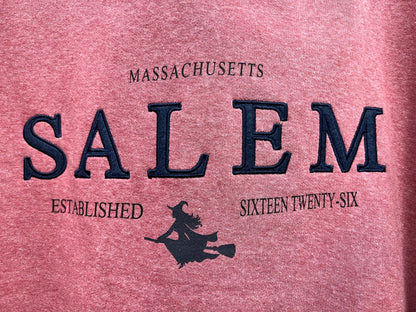 MASSACHUSETTS
SALEM
ESTABLISHED SIXTEEN TWENTY-SIX